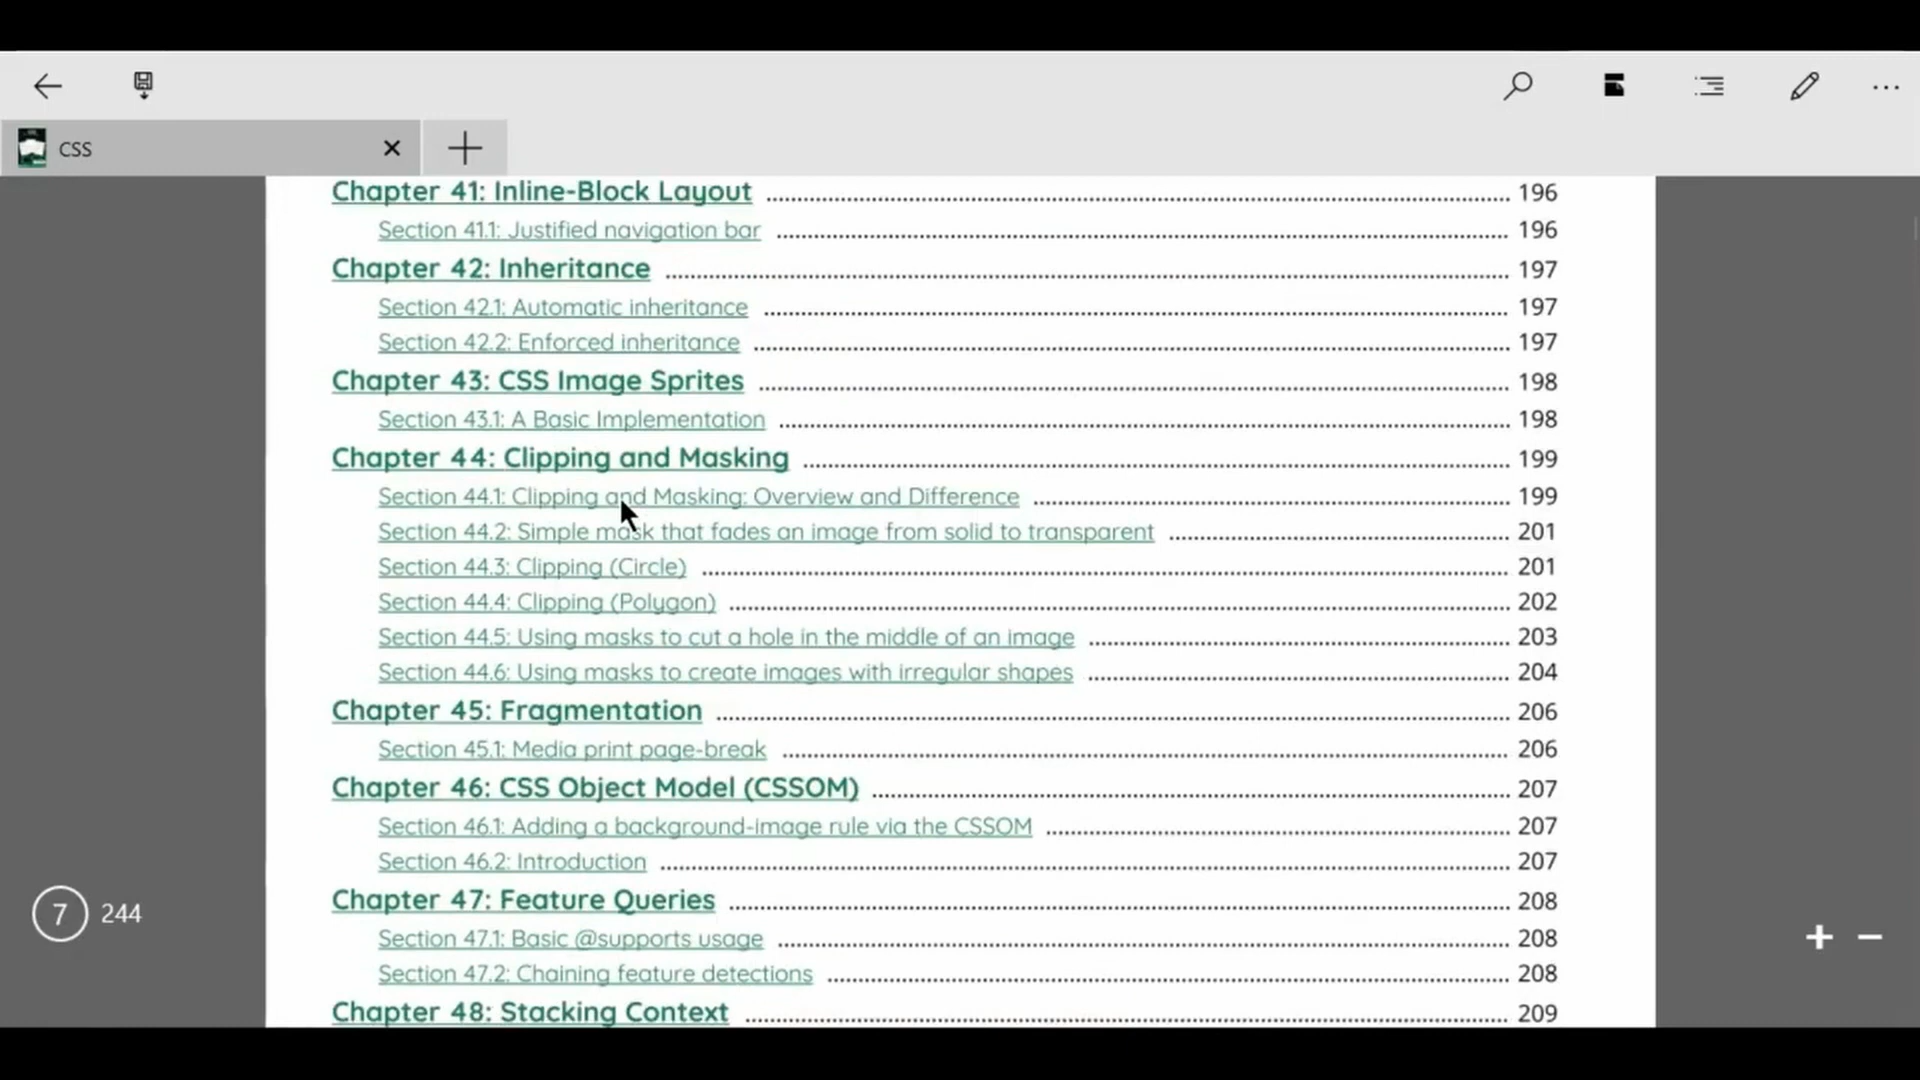 CSS
Chapter 41: Inline-Block Layout ........ 196
Section 41.1: Justified navigation bar ........ 196
Chapter 42: Inheritance ........ 197
Section 42.1: Automatic inheritance ........ 197
Section 42.2: Enforced inheritance ........ 197
Chapter 43: CSS Image Sprites ........ 198
Section 43.1: A Basic Implementation ........ 198
Chapter 44: Clipping and Masking ........ 199
Section 44.1: Clipping and Masking: Overview and Difference ........ 199
Section 44.2: Simple mask that fades an image from solid to transparent ........ 201
Section 44.3: Clipping (Circle) ........ 201
Section 44.4: Clipping (Polygon) ........ 202
Section 44.5: Using masks to cut a hole in the middle of an image ........ 203
Section 44.6: Using masks to create images with irregular shapes ........ 204
Chapter 45: Fragmentation ........ 206
Section 45.1: Media print page-break ........ 206
Chapter 46: CSS Object Model (CSSOM) ........ 207
Section 46.1: Adding a background-image rule via the CSSOM ........ 207
Section 46.2: Introduction ........ 207
Chapter 47: Feature Queries ........ 208
Section 47.1: Basic @supports usage ........ 208
Section 47.2: Chaining feature detections ........ 208
Chapter 48: Stacking Context ........ 209
7 244